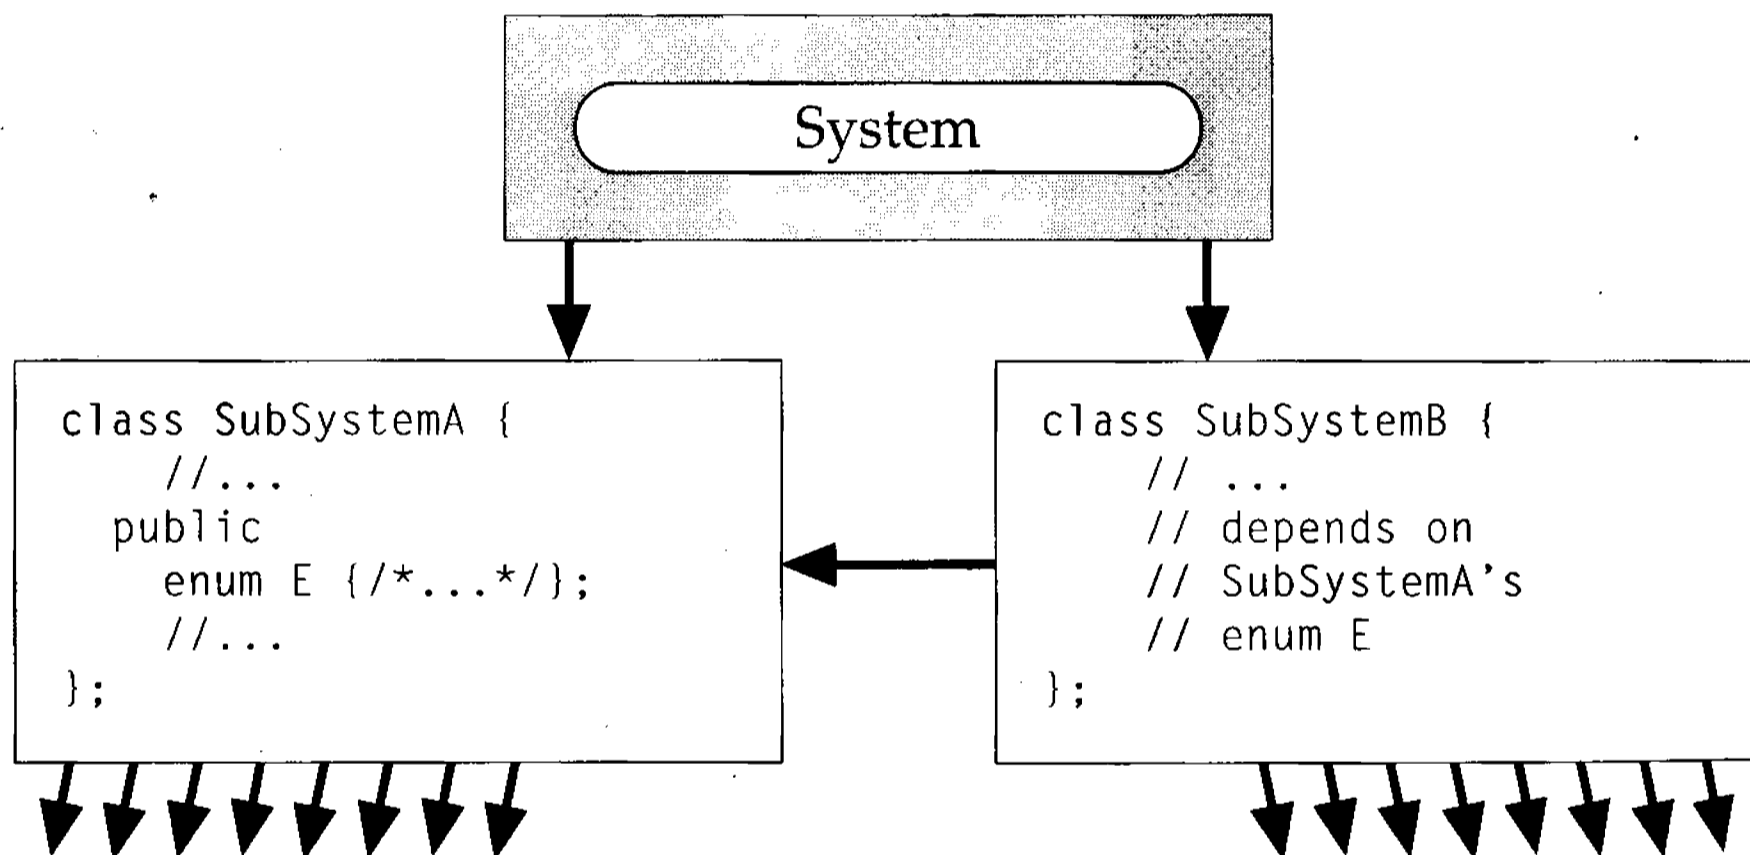 System
class SubSystemA {
    //...
  public
    enum E {/*...*/};
    //...
};
class SubSystemB {
    // ...
    // depends on
    // SubSystemA's
    // enum E
};